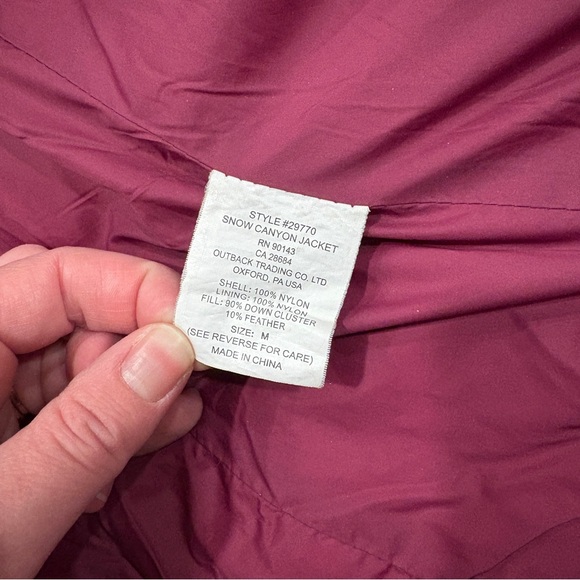 STYLE #29770
SNOW CANYON JACKET
RN 90143
CA 28684
OUTBACK TRADING CO. LTD
OXFORD, PA USA
SHELL: 100% NYLON
LINING: 100% NYLON
FILL: 90% DOWN CLUSTER
10% FEATHER
SIZE: M
(SEE REVERSE FOR CARE)
MADE IN CHINA